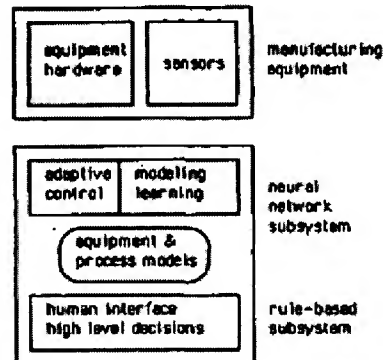 equipment
hardware
sensors
manufacturing
equipment
adaptive
control
modeling
learning
neural
network
subsystem
equipment &
process models
human interface
high level decisions
rule-based
subsystem